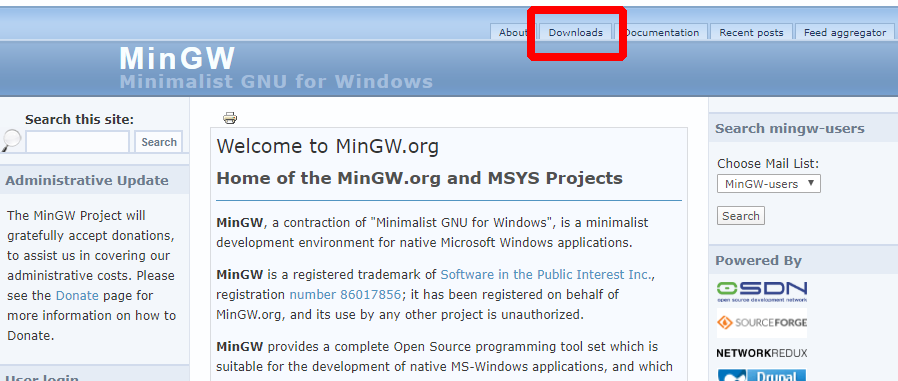 About
Downloads
Documentation
Recent posts
Feed aggregator
MinGW
Minimalist GNU for Windows
Search this site:
Search
Administrative Update
The MinGW Project will
gratefully accept donations,
to assist us in covering our
administrative costs. Please
see the Donate page for
more information on how to
Donate.
User login
Welcome to MinGW.org
Home of the MinGW.org and MSYS Projects
MinGW, a contraction of "Minimalist GNU for Windows", is a minimalist
development environment for native Microsoft Windows applications.
MinGW is a registered trademark of Software in the Public Interest Inc.,
registration number 86017856; it has been registered on behalf of
MinGW.org, and its use by any other project is unauthorized.
MinGW provides a complete Open Source programming tool set which is
suitable for the development of native MS-Windows applications, and which
Search mingw-users
Choose Mail List:
MinGW-users
Search
Powered By
OSDN
open source development network
SOURCEFORGE
NETWORKREDUX
Drupal